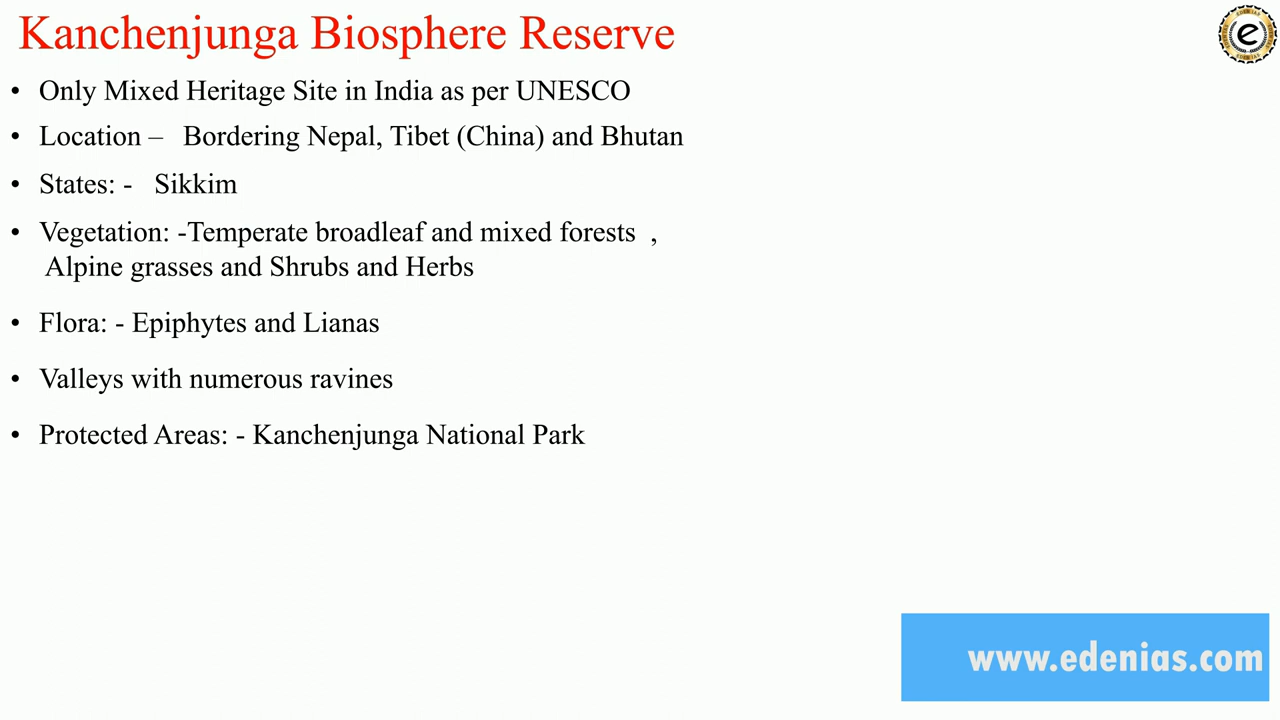 Kanchenjunga Biosphere Reserve
EDENIAS
e
EDENIAS
• Only Mixed Heritage Site in India as per UNESCO
• Location – Bordering Nepal, Tibet (China) and Bhutan
• States: - Sikkim
• Vegetation: -Temperate broadleaf and mixed forests ,
Alpine grasses and Shrubs and Herbs
• Flora: - Epiphytes and Lianas
• Valleys with numerous ravines
• Protected Areas: - Kanchenjunga National Park
www.edenias.com